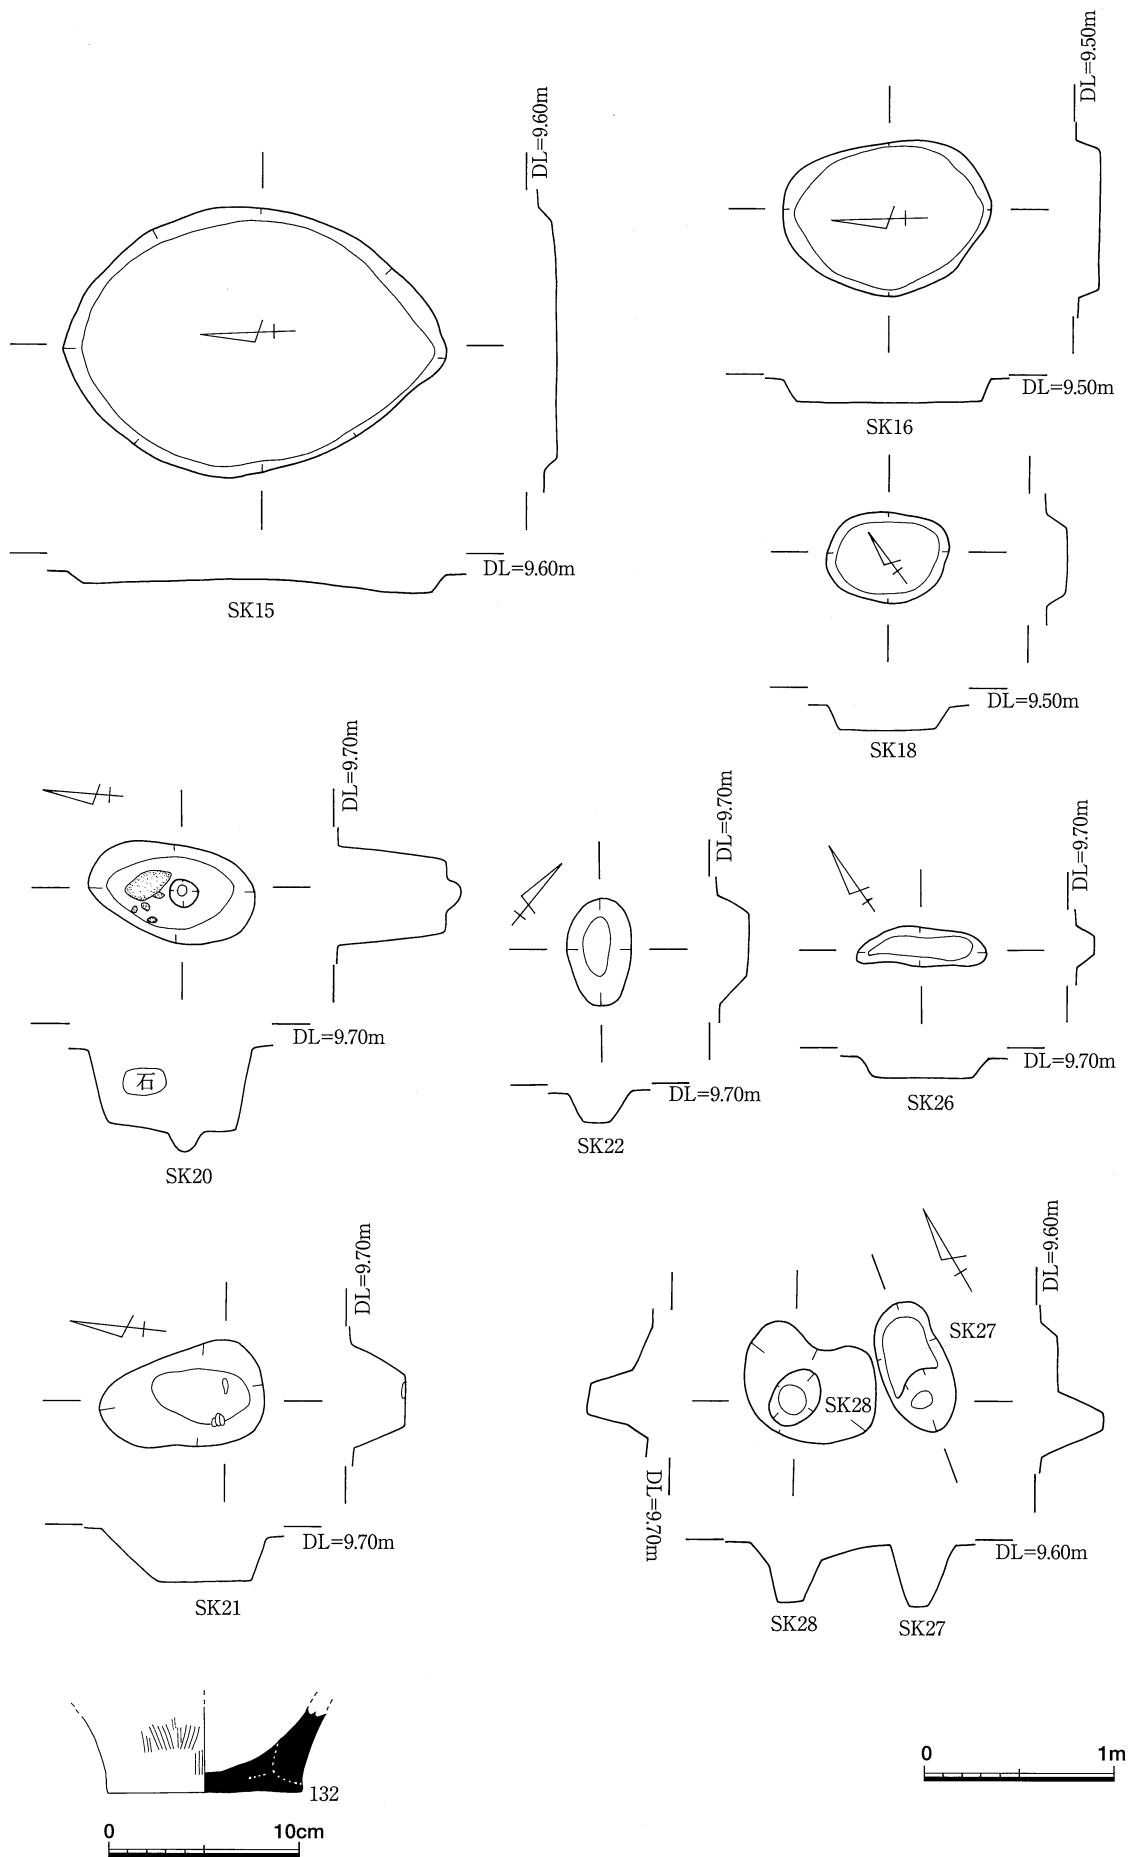 DL=9.60m
DL=9.60m
SK15
DL=9.50m
DL=9.50m
SK16
DL=9.50m
SK18
DL=9.70m
DL=9.70m
石
SK20
DL=9.70m
DL=9.70m
SK22
DL=9.70m
DL=9.70m
SK26
DL=9.70m
DL=9.70m
SK21
DL=9.60m
SK27
SK28
DL=9.70m
DL=9.60m
SK28
SK27
132
0 10cm
0 1m